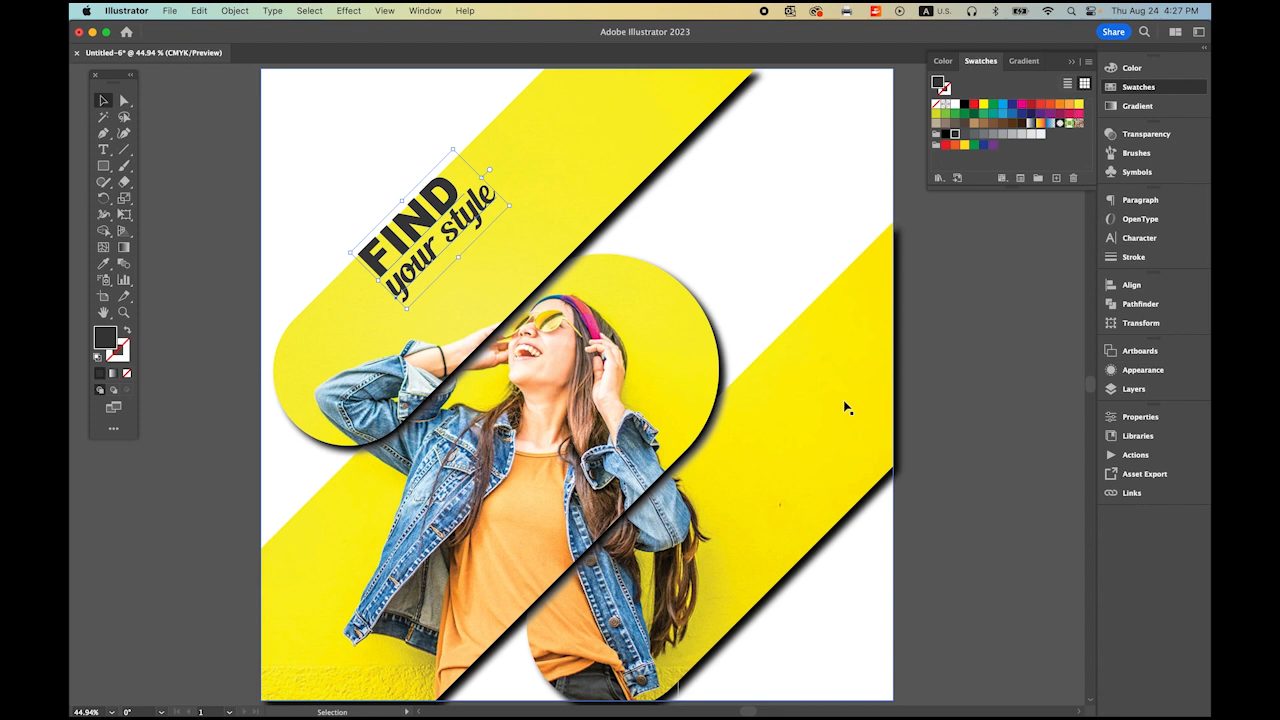 Illustrator File Edit Object Type Select Effect View Window Help
A U.S. Thu Aug 24 4:27 PM
Adobe Illustrator 2023
Share
Untitled-6* @ 44.94 % (CMYK/Preview)
Color Swatches Gradient
Color
Swatches
Gradient
Transparency
Brushes
Symbols
Paragraph
OpenType
Character
Stroke
Align
Pathfinder
Transform
Artboards
Appearance
Layers
Properties
Libraries
Actions
Asset Export
Links
FIND
your style
44.94% 0° 1 Selection